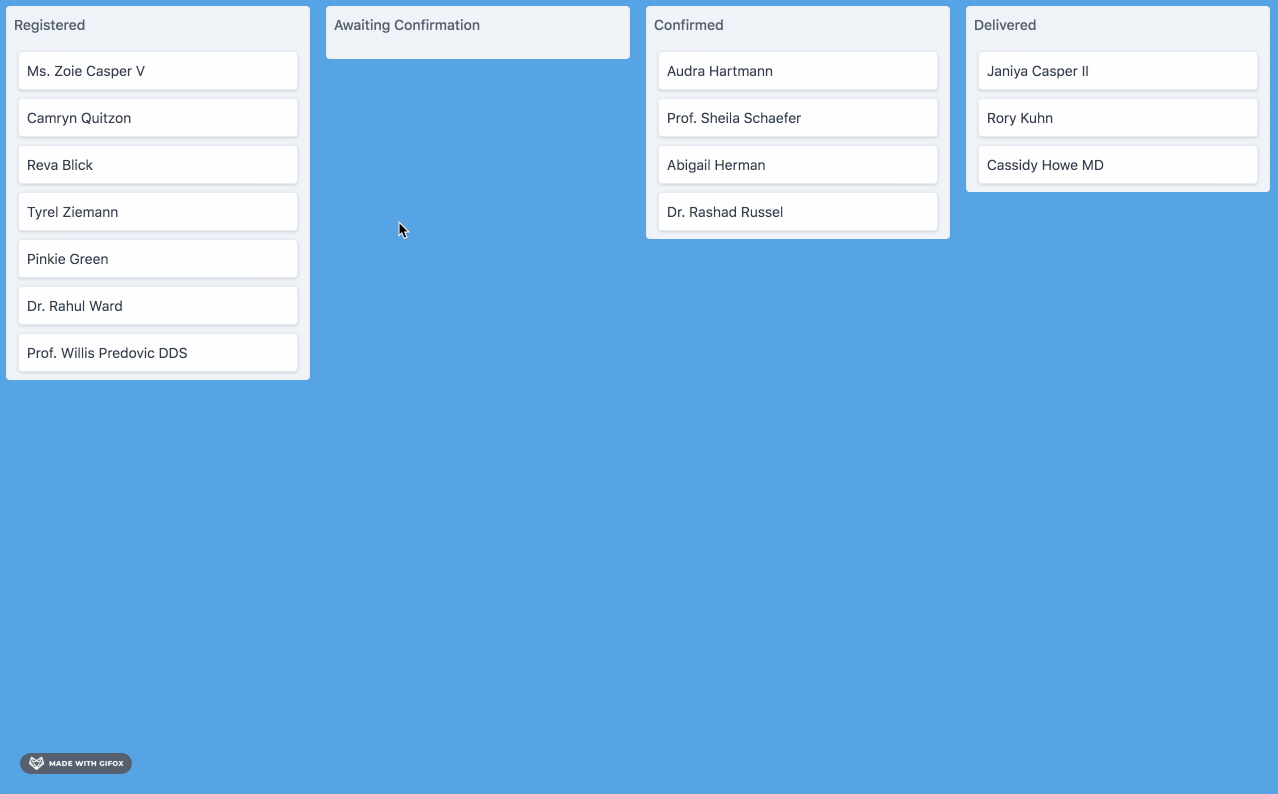 Registered
Ms. Zoie Casper V
Camryn Quitzon
Reva Blick
Tyrel Ziemann
Pinkie Green
Dr. Rahul Ward
Prof. Willis Predovic DDS
Awaiting Confirmation
Confirmed
Audra Hartmann
Prof. Sheila Schaefer
Abigail Herman
Dr. Rashad Russel
Delivered
Janiya Casper II
Rory Kuhn
Cassidy Howe MD
MADE WITH GIFOX